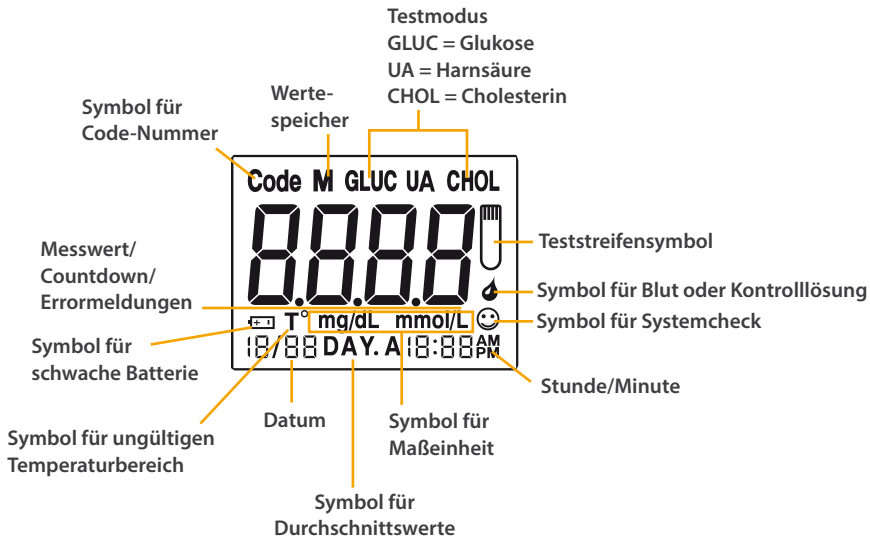 Testmodus
GLUC = Glukose
UA = Harnsäure
CHOL = Cholesterin
Werte-
speicher
Symbol für
Code-Nummer
Code M GLUC UA CHOL
8.8.8.8
Teststreifensymbol
Messwert/
Countdown/
Errormeldungen
Symbol für Blut oder Kontrolllösung
T° mg/dL mmol/L
Symbol für Systemcheck
18/88 DAY. A 18:88 AM
PM
Symbol für
schwache Batterie
Stunde/Minute
Datum
Symbol für
Maßeinheit
Symbol für ungültigen
Temperaturbereich
Symbol für
Durchschnittswerte